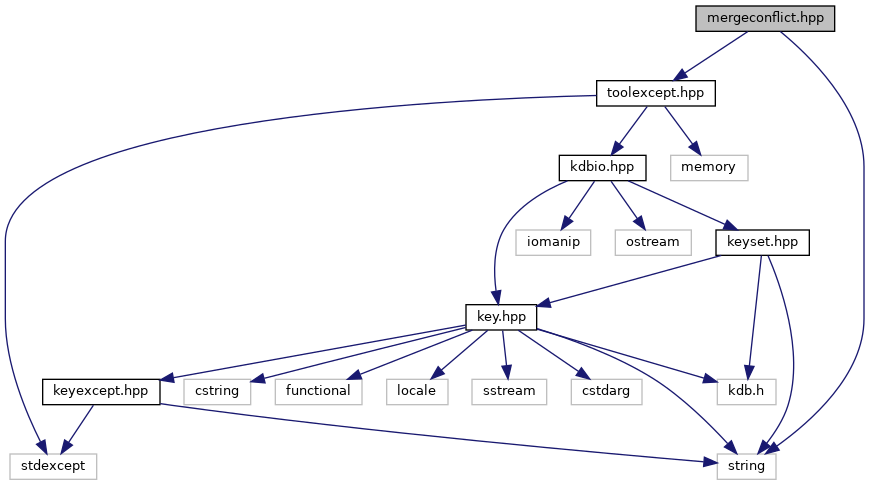 mergeconflict.hpp
toolexcept.hpp
kdbio.hpp
memory
iomanip
ostream
keyset.hpp
key.hpp
keyexcept.hpp
cstring
functional
locale
sstream
cstdarg
kdb.h
stdexcept
string